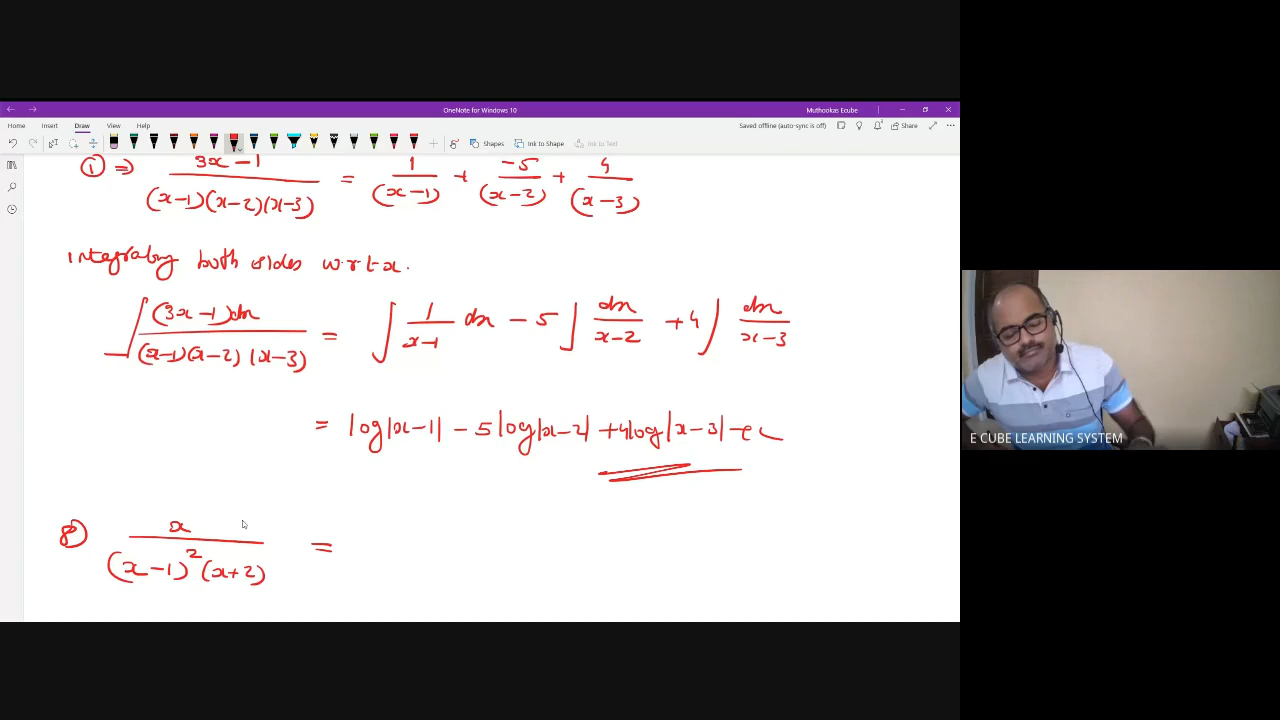 OneNote for Windows 10
Muthookas Ecube
Home Insert Draw View Help
Saved offline (auto-sync is off) Share
Shapes Ink to Shape Ink to Text
① ⇒ 3x-1 / (x-1)(x-2)(x-3) = 1/(x-1) + -5/(x-2) + 4/(x-3)
Integrating both sides w.r.t x.
∫ (3x-1)dx / (x-1)(x-2)(x-3) = ∫ 1/x-1 dx - 5 ∫ dx/x-2 + 4 ∫ dx/x-3
= log|x-1| - 5 log|x-2| + 4 log|x-3| + c
8) x / (x-1)²(x+2) =
E CUBE LEARNING SYSTEM